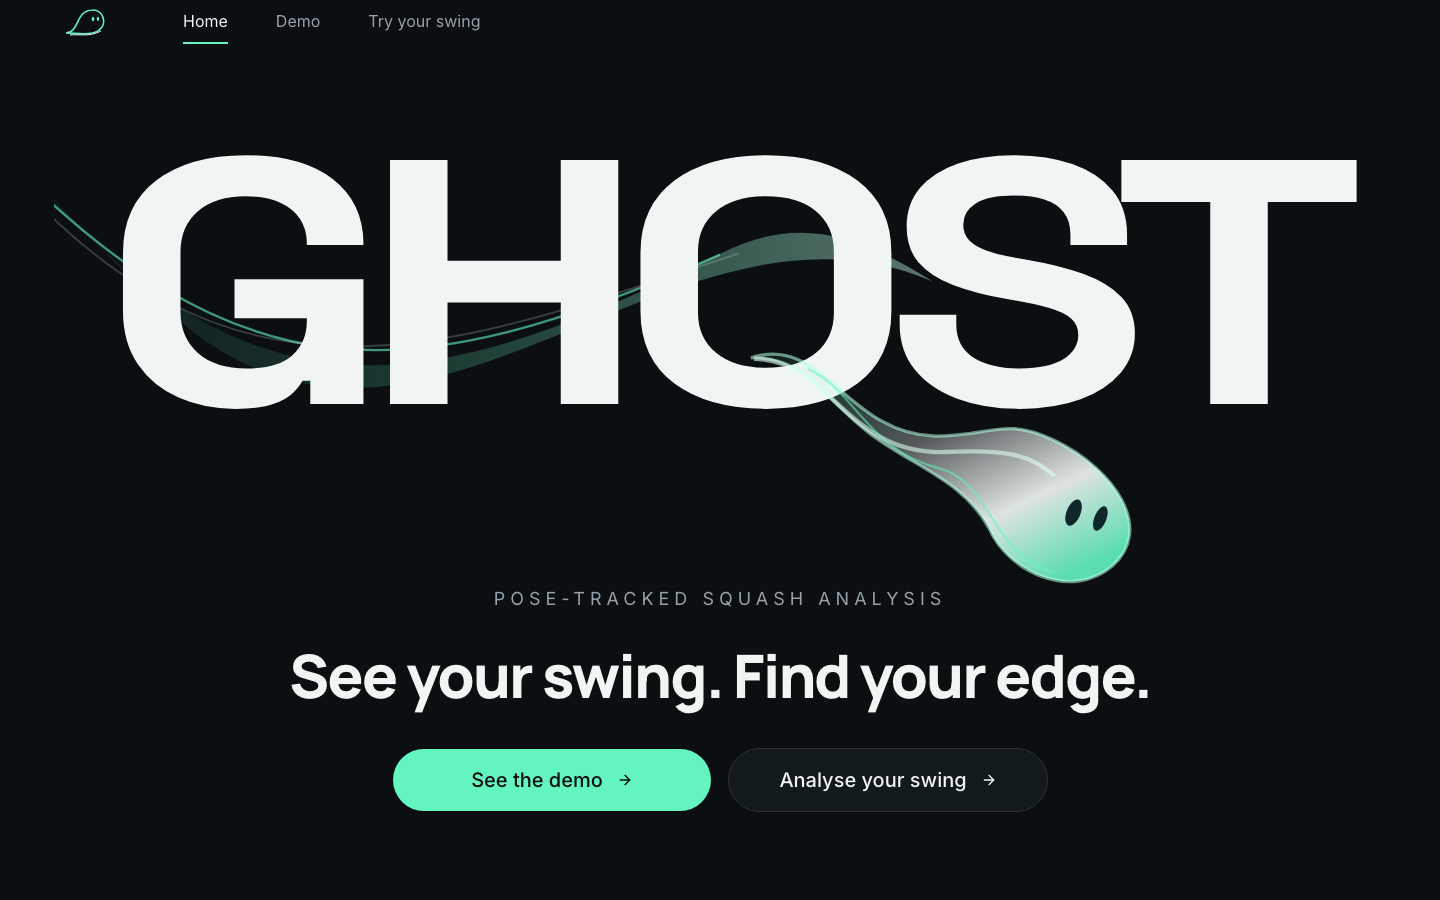 Home
Demo
Try your swing
GHOST
POSE-TRACKED SQUASH ANALYSIS
See your swing. Find your edge.
See the demo →
Analyse your swing →